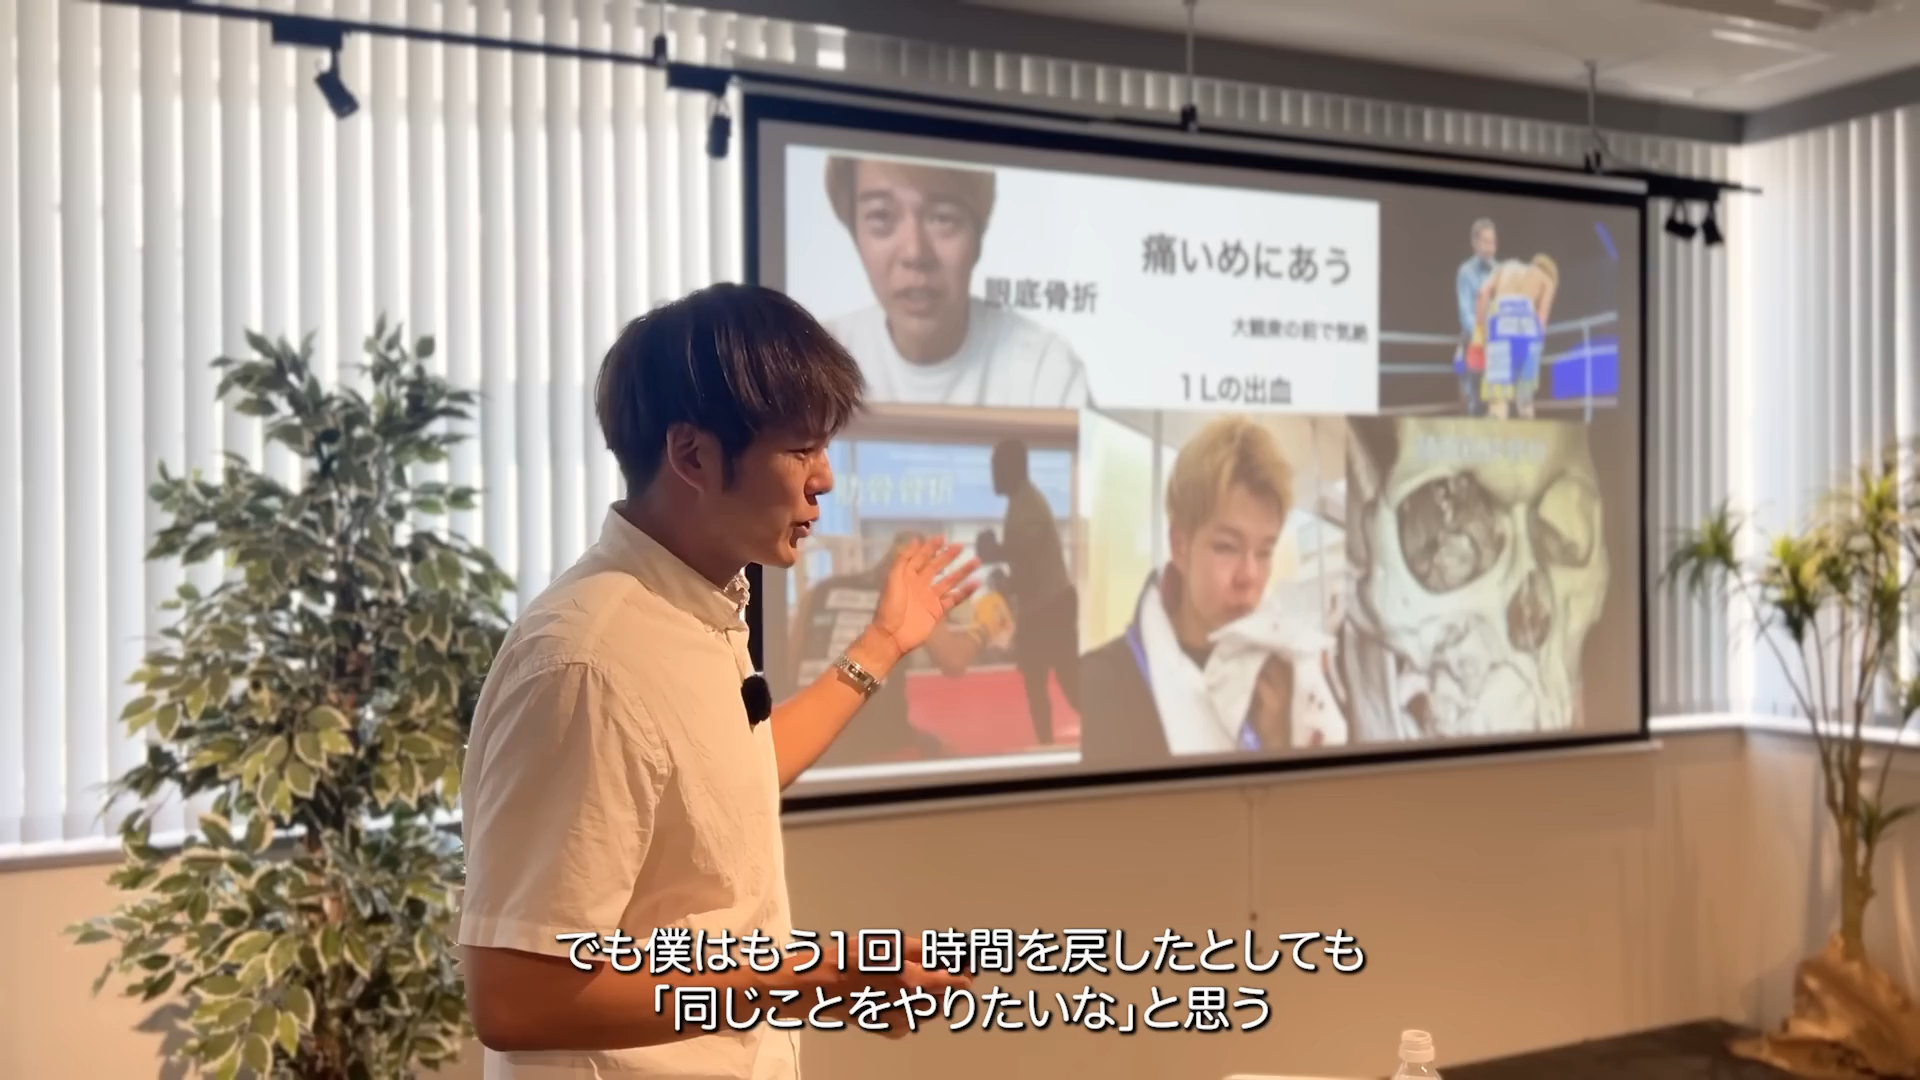 痛いめにあう
眼底骨折
大観衆の前で気絶
1Lの出血
肋骨骨折
でも僕はもう1回 時間を戻したとしても
「同じことをやりたいな」と思う